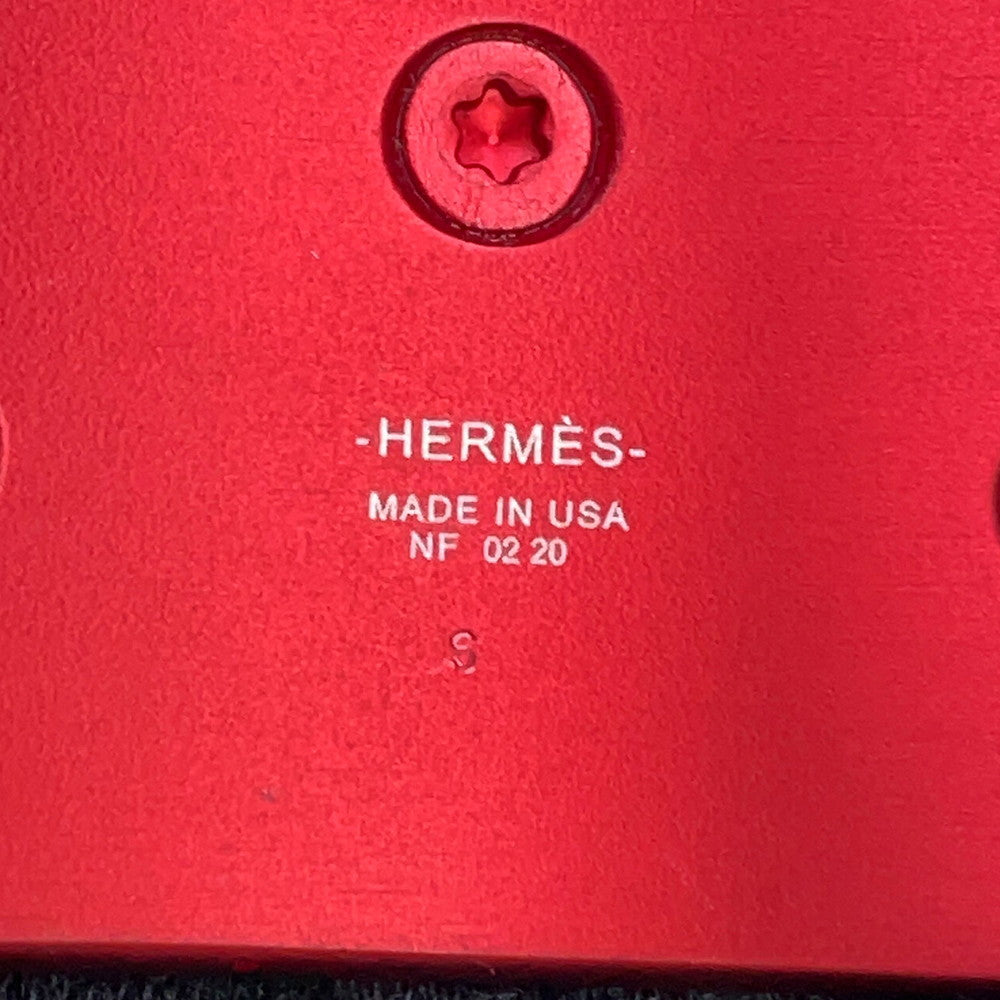 -HERMÈS-
MADE IN USA
NF 02 20
S